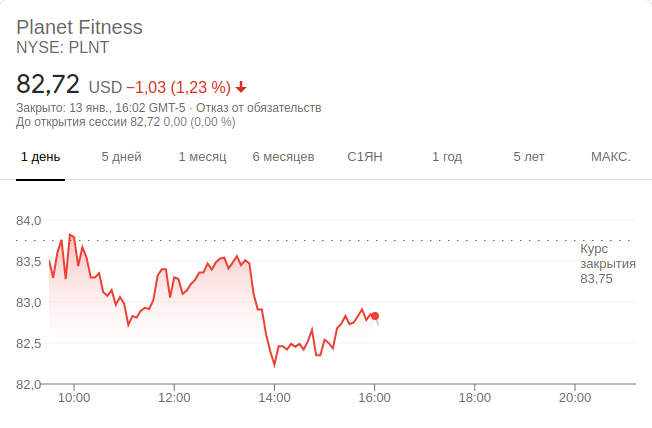 Planet Fitness
NYSE: PLNT
82,72 USD −1,03 (1,23 %)
Закрыто: 13 янв., 16:02 GMT-5 · Отказ от обязательств
До открытия сессии 82,72 0,00 (0,00 %)
1 день 5 дней 1 месяц 6 месяцев С1ЯН 1 год 5 лет МАКС.
84,0
Курс
закрытия
83,75
83,5
83,0
82,5
82,0
10:00 12:00 14:00 16:00 18:00 20:00